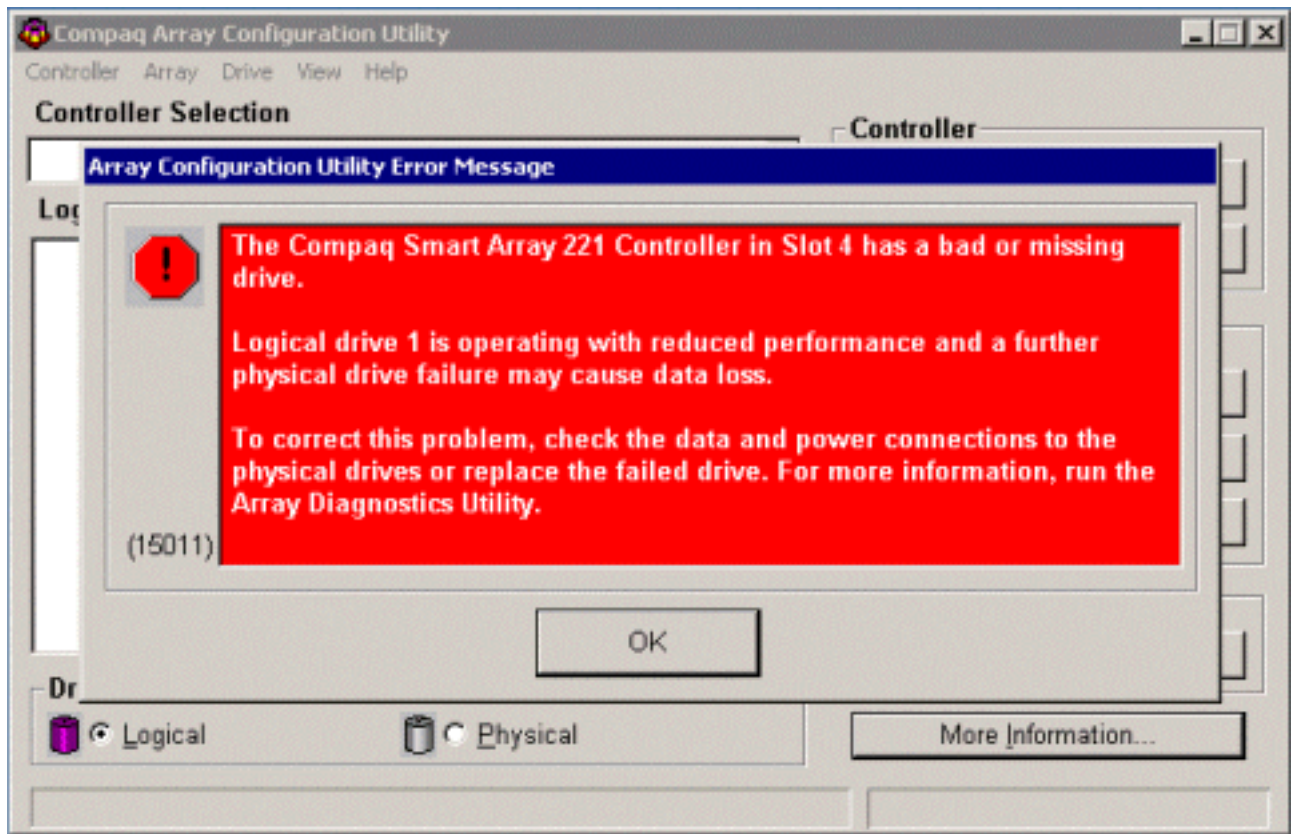 Compaq Array Configuration Utility
Controller Array Drive View Help
Controller Selection
Controller
Array Configuration Utility Error Message
Log
The Compaq Smart Array 221 Controller in Slot 4 has a bad or missing
drive.
Logical drive 1 is operating with reduced performance and a further
physical drive failure may cause data loss.
To correct this problem, check the data and power connections to the
physical drives or replace the failed drive. For more information, run the
Array Diagnostics Utility.
(15011)
OK
Dr
Logical
Physical
More Information...